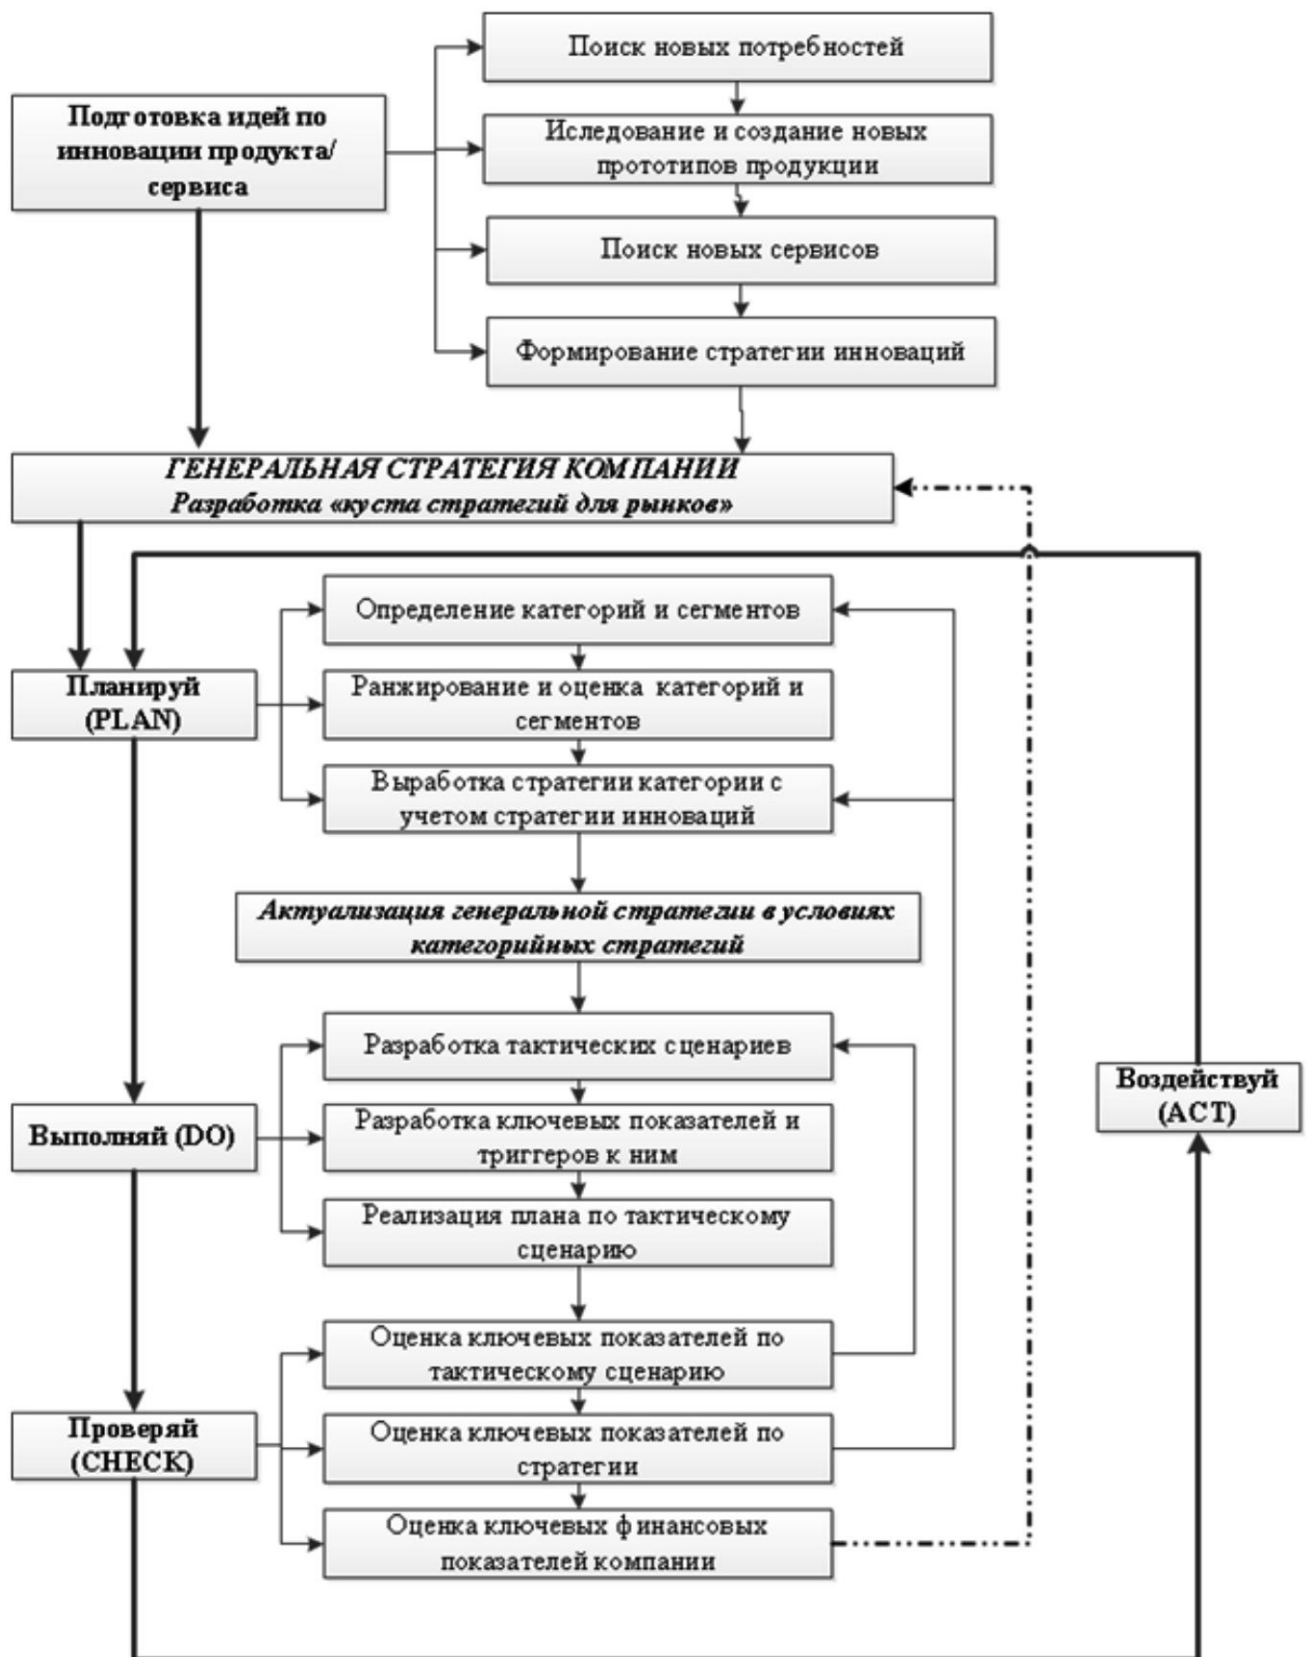 Поиск новых потребностей
Подготовка идей по
инновации продукта/
сервиса
Иследование и создание новых
прототипов продукции
Поиск новых сервисов
Формирование стратегии инноваций
ГЕНЕРАЛЬНАЯ СТРАТЕГИЯ КОМПАНИИ
Разработка «куста стратегий для рынков»
Определение категорий и сегментов
Планируй
(PLAN)
Ранжирование и оценка категорий и
сегментов
Выработка стратегии категории с
учетом стратегии инноваций
Актуализация генеральной стратегии в условиях
категорийных стратегий
Разработка тактических сценариев
Воздействуй
(ACT)
Выполняй (DO)
Разработка ключевых показателей и
триггеров к ним
Реализация плана по тактическому
сценарию
Оценка ключевых показателей по
тактическому сценарию
Проверяй
(CHECK)
Оценка ключевых показателей по
стратегии
Оценка ключевых финансовых
показателей компании